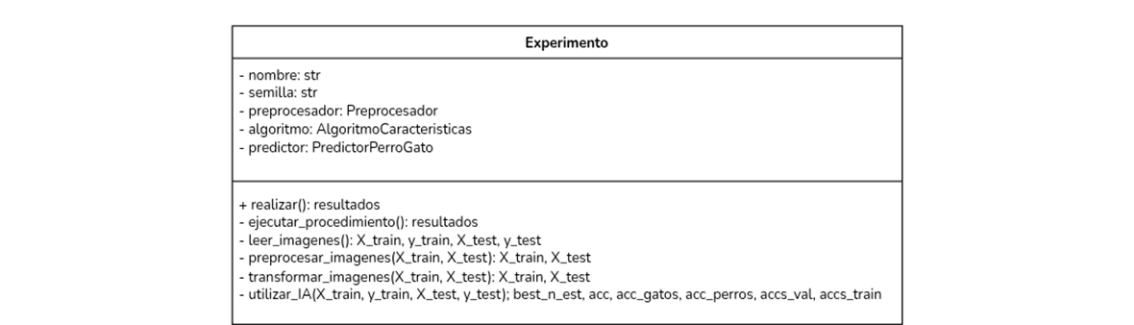 Experimento
- nombre: str
- semilla: str
- preprocesador: Preprocesador
- algoritmo: AlgoritmoCaracteristicas
- predictor: PredictorPerroGato
+ realizar(): resultados
- ejecutar_procedimiento(): resultados
- leer_imagenes(): X_train, y_train, X_test, y_test
- preprocesar_imagenes(X_train, X_test): X_train, X_test
- transformar_imagenes(X_train, X_test): X_train, X_test
- utilizar_IA(X_train, y_train, X_test, y_test); best_n_est, acc, acc_gatos, acc_perros, accs_val, accs_train